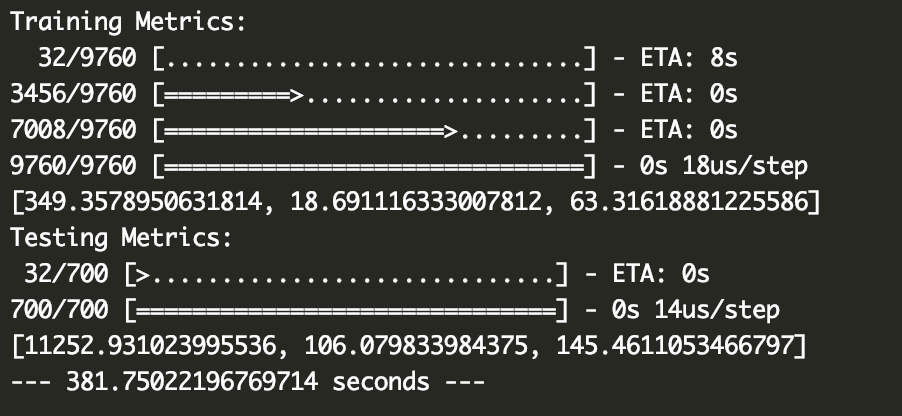 Training Metrics:
32/9760 [..............................] - ETA: 8s
3456/9760 [=========>....................] - ETA: 0s
7008/9760 [====================>.........] - ETA: 0s
9760/9760 [==============================] - 0s 18us/step
[349.3578950631814, 18.691116333007812, 63.31618881225586]
Testing Metrics:
32/700 [>.............................] - ETA: 0s
700/700 [==============================] - 0s 14us/step
[11252.931023995536, 106.079833984375, 145.4611053466797]
--- 381.75022196769714 seconds ---